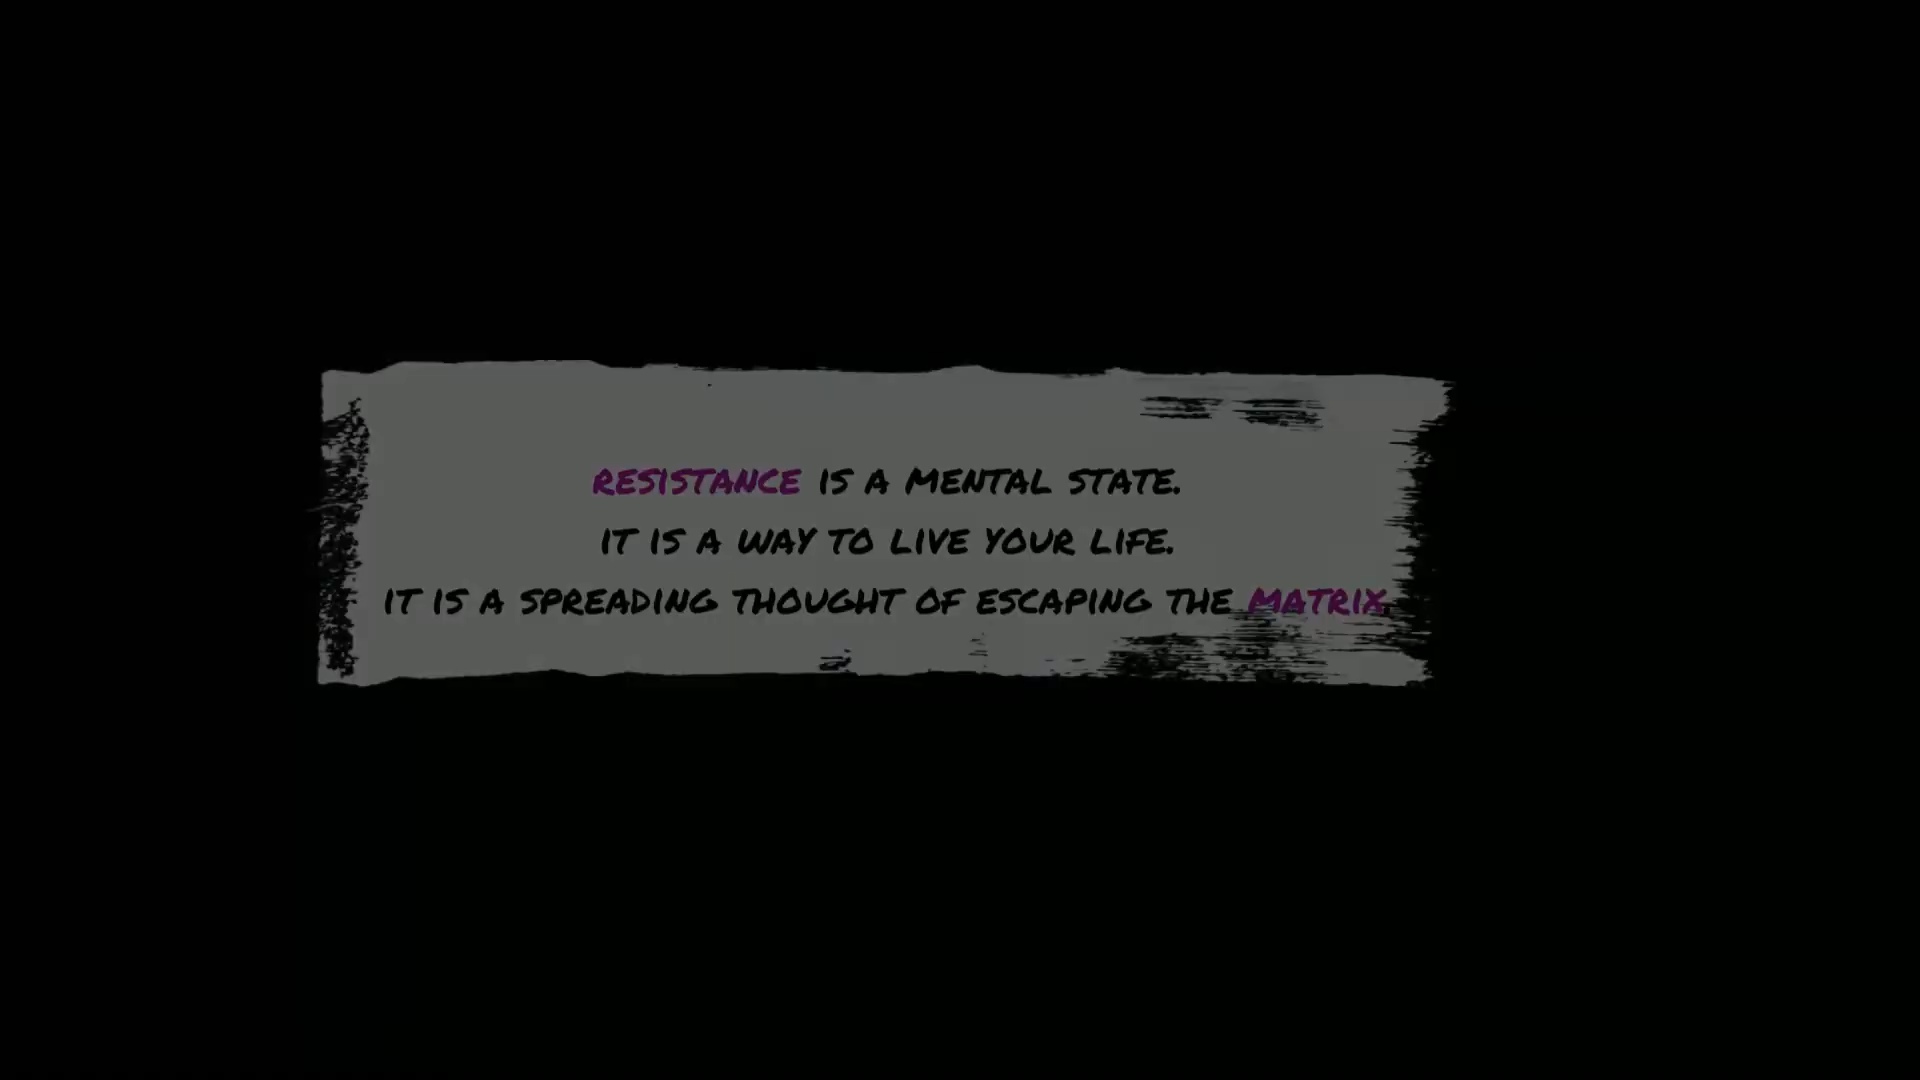 RESISTANCE IS A MENTAL STATE.
IT IS A WAY TO LIVE YOUR LIFE.
IT IS A SPREADING THOUGHT OF ESCAPING THE MATRIX.